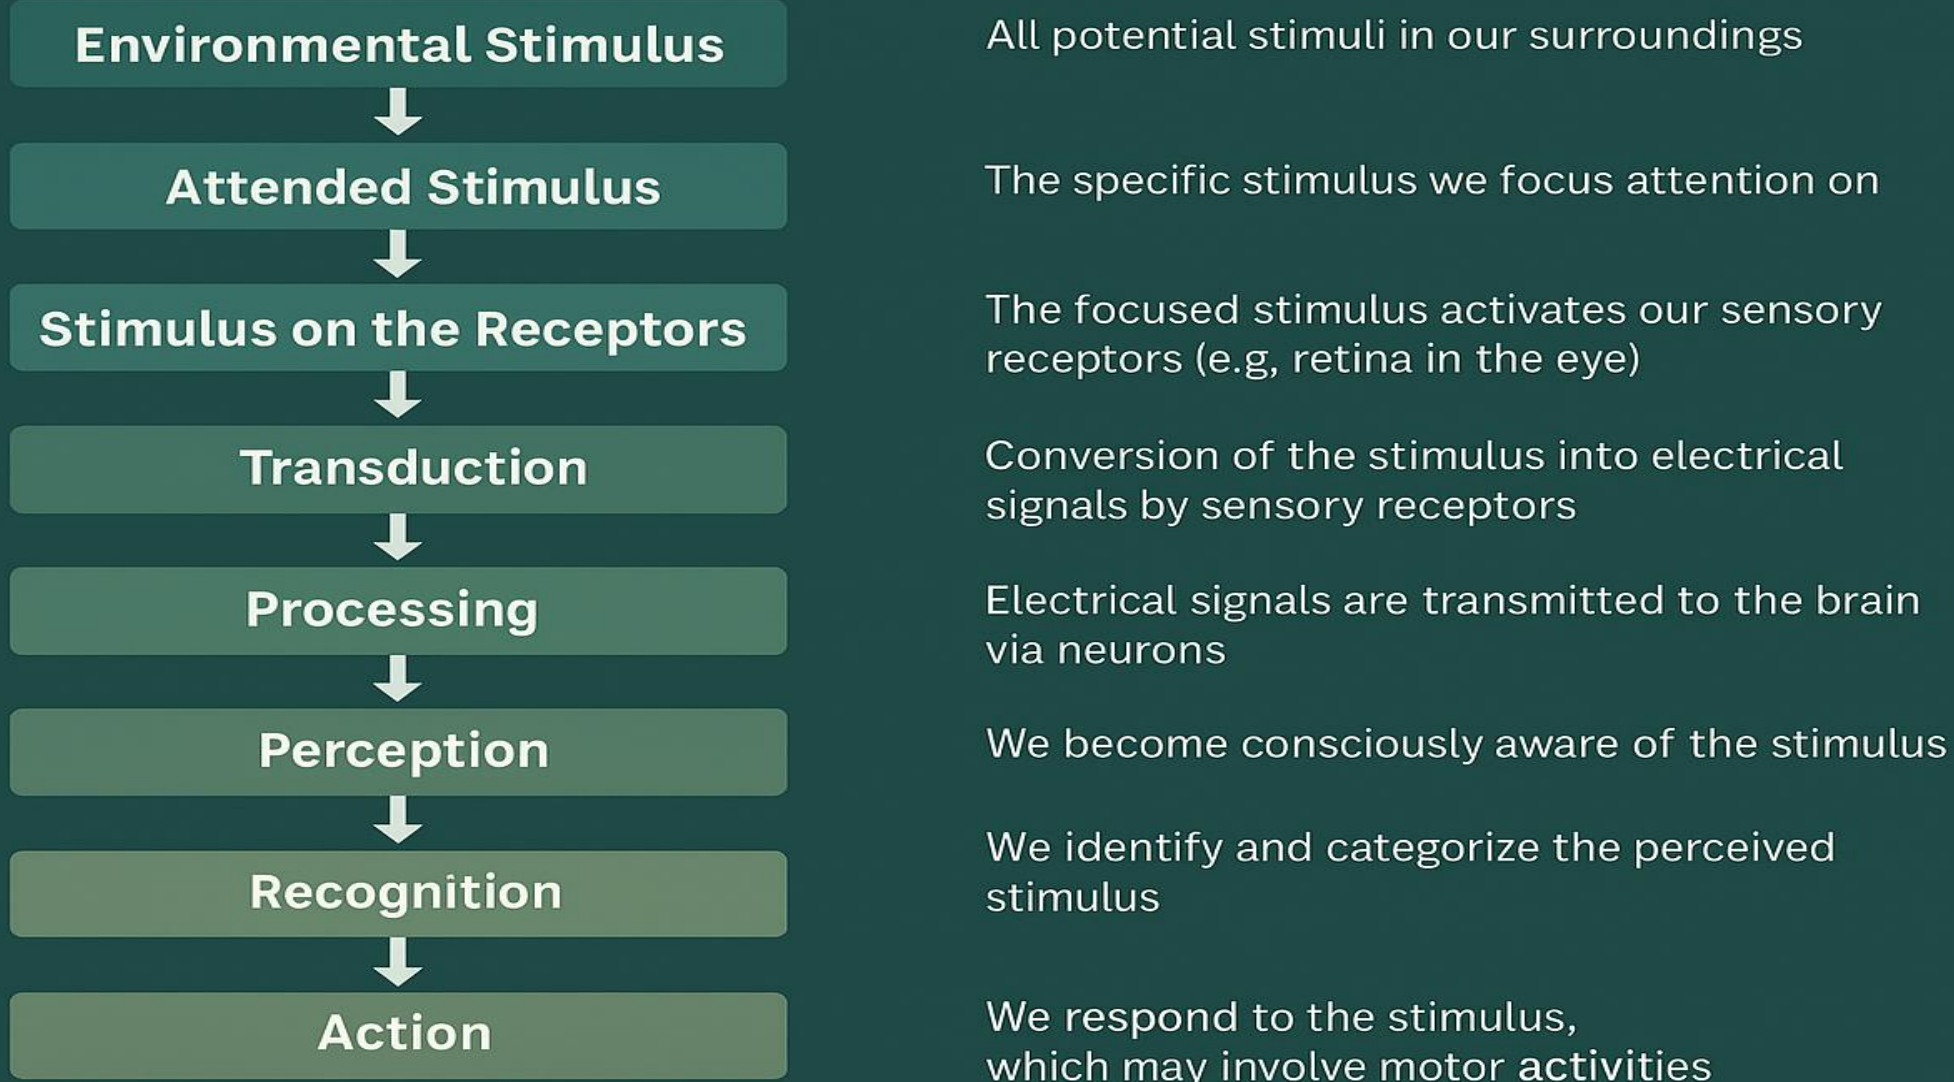 Environmental Stimulus
All potential stimuli in our surroundings
Attended Stimulus
The specific stimulus we focus attention on
Stimulus on the Receptors
The focused stimulus activates our sensory
receptors (e.g, retina in the eye)
Transduction
Conversion of the stimulus into electrical
signals by sensory receptors
Processing
Electrical signals are transmitted to the brain
via neurons
Perception
We become consciously aware of the stimulus
Recognition
We identify and categorize the perceived
stimulus
Action
We respond to the stimulus,
which may involve motor activities